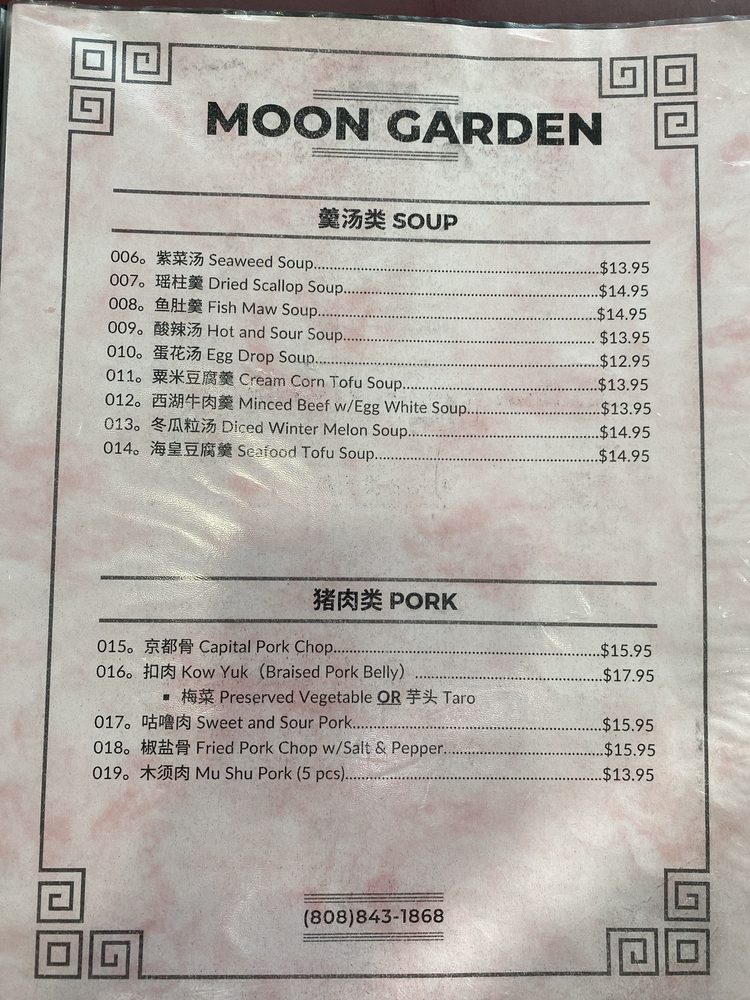 MOON GARDEN
羹汤类 SOUP
006。紫菜汤 Seaweed Soup.....$13.95
007。瑶柱羹 Dried Scallop Soup.....$14.95
008。鱼肚羹 Fish Maw Soup.....$14.95
009。酸辣汤 Hot and Sour Soup.....$13.95
010。蛋花汤 Egg Drop Soup.....$12.95
011。粟米豆腐羹 Cream Corn Tofu Soup.....$13.95
012。西湖牛肉羹 Minced Beef w/Egg White Soup.....$13.95
013。冬瓜粒汤 Diced Winter Melon Soup.....$14.95
014。海皇豆腐羹 Seafood Tofu Soup.....$14.95
猪肉类 PORK
015。京都骨 Capital Pork Chop.....$15.95
016。扣肉 Kow Yuk（Braised Pork Belly）.....$17.95
▪ 梅菜 Preserved Vegetable OR 芋头 Taro
017。咕噜肉 Sweet and Sour Pork.....$15.95
018。椒盐骨 Fried Pork Chop w/Salt & Pepper.....$15.95
019。木须肉 Mu Shu Pork (5 pcs).....$13.95
(808)843-1868